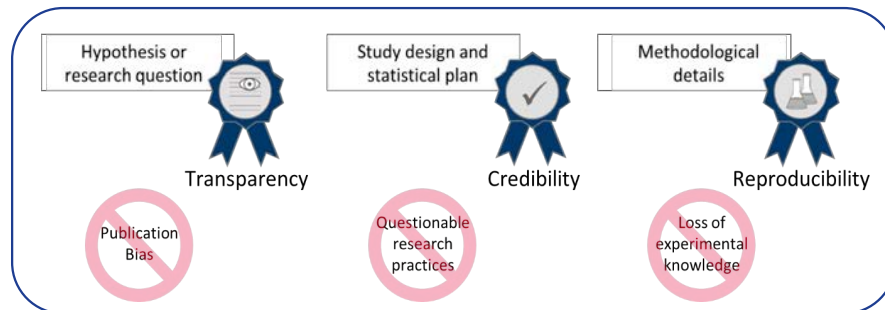 Hypothesis or
research question
Transparency
Publication
Bias
Study design and
statistical plan
Credibility
Questionable
research
practices
Methodological
details
Reproducibility
Loss of
experimental
knowledge